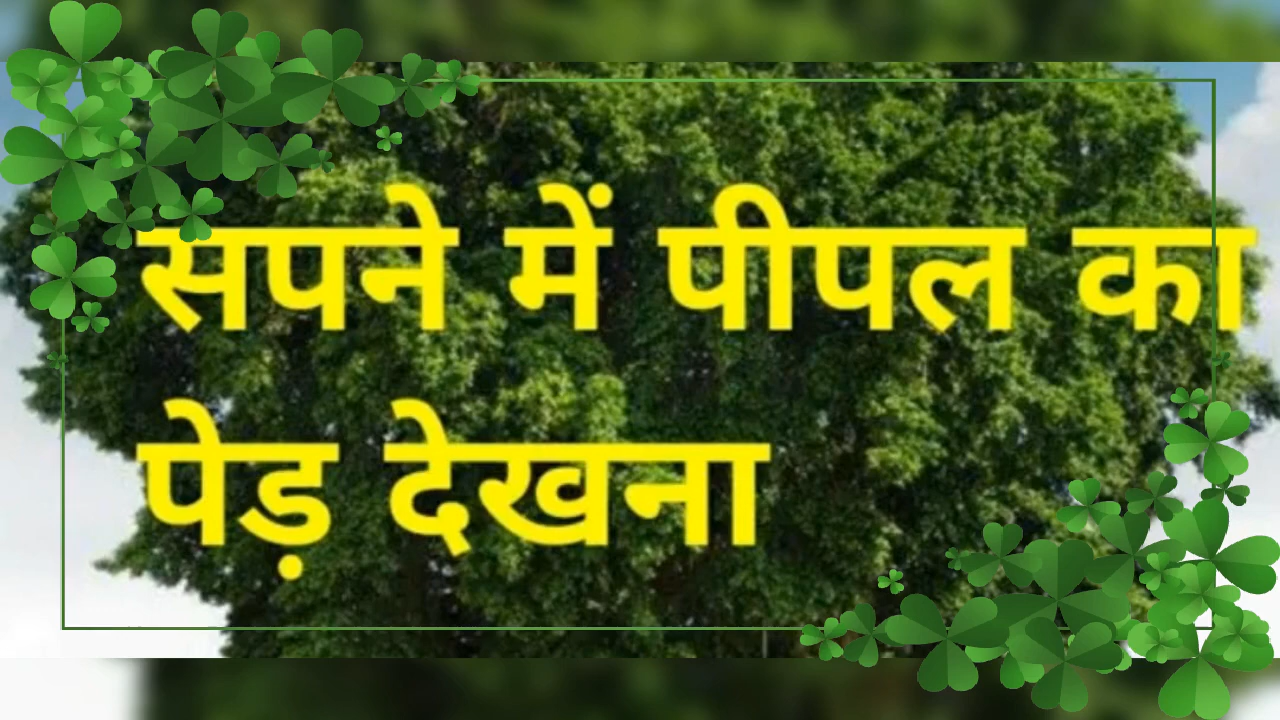 सपने में पीपल का
पेड़ देखना